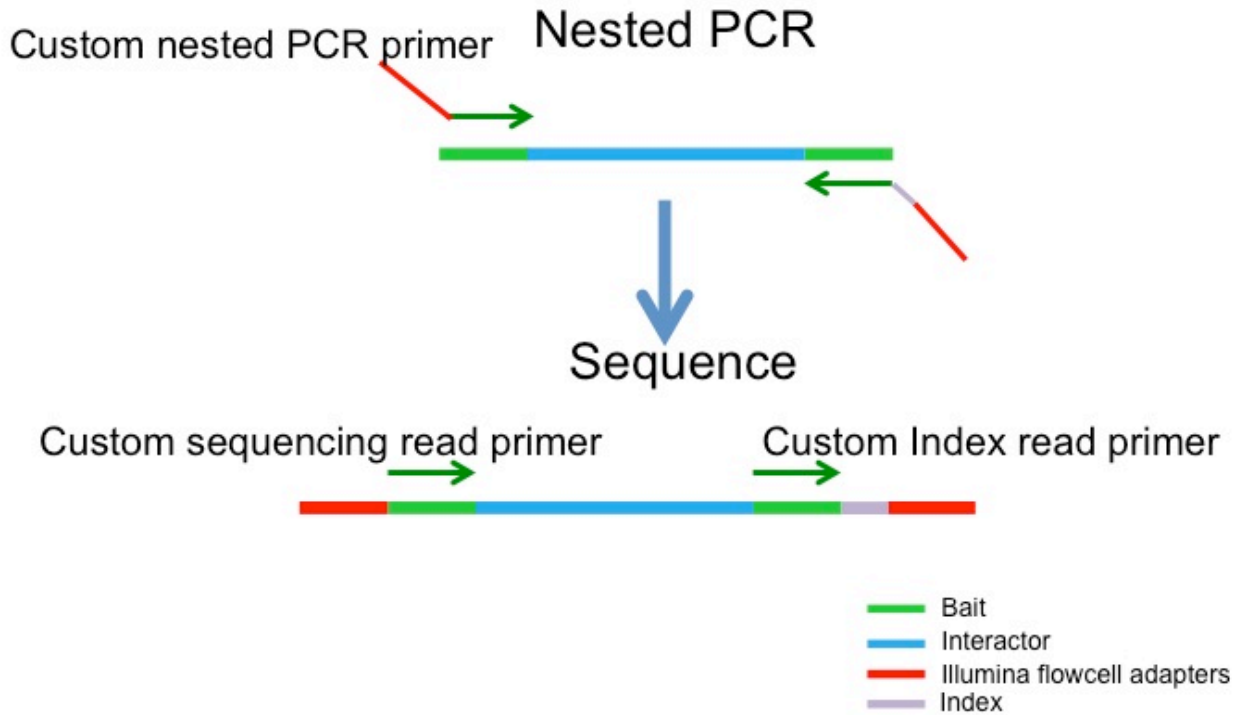 Nested PCR
Custom nested PCR primer
Sequence
Custom sequencing read primer
Custom Index read primer
Bait
Interactor
Illumina flowcell adapters
Index